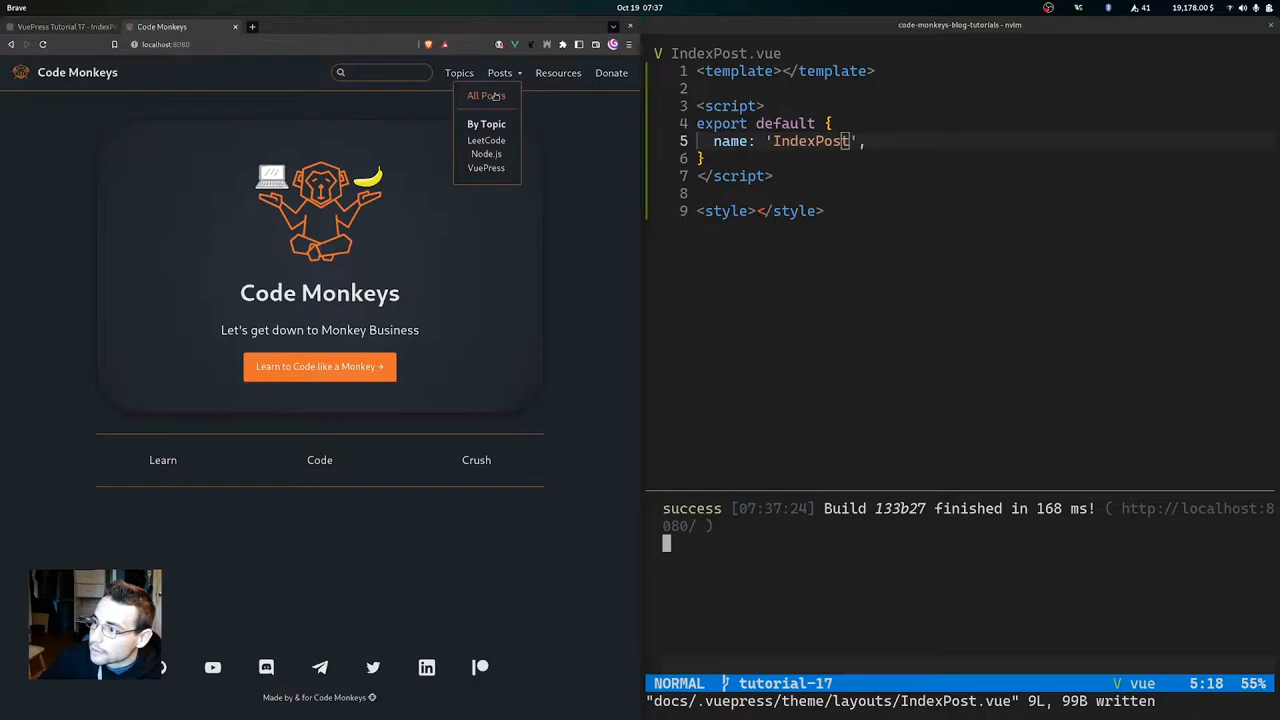 Brave
Oct 19 07:37
41
19,178.00 $
VuePress Tutorial 17 - IndexP
Code Monkeys
code-monkeys-blog-tutorials - nvim
localhost:8080
Code Monkeys
Topics
Posts
Resources
Donate
All Posts
By Topic
LeetCode
Node.js
VuePress
Code Monkeys
Let's get down to Monkey Business
Learn to Code like a Monkey →
Learn
Code
Crush
Made by & for Code Monkeys
V IndexPost.vue
1 <template></template>
2
3 <script>
4 export default {
5 name: 'IndexPost',
6 }
7 </script>
8
9 <style></style>
success [07:37:24] Build 133b27 finished in 168 ms! ( http://localhost:8
080/ )
NORMAL tutorial-17 V vue 5:18 55%
"docs/.vuepress/theme/layouts/IndexPost.vue" 9L, 99B written